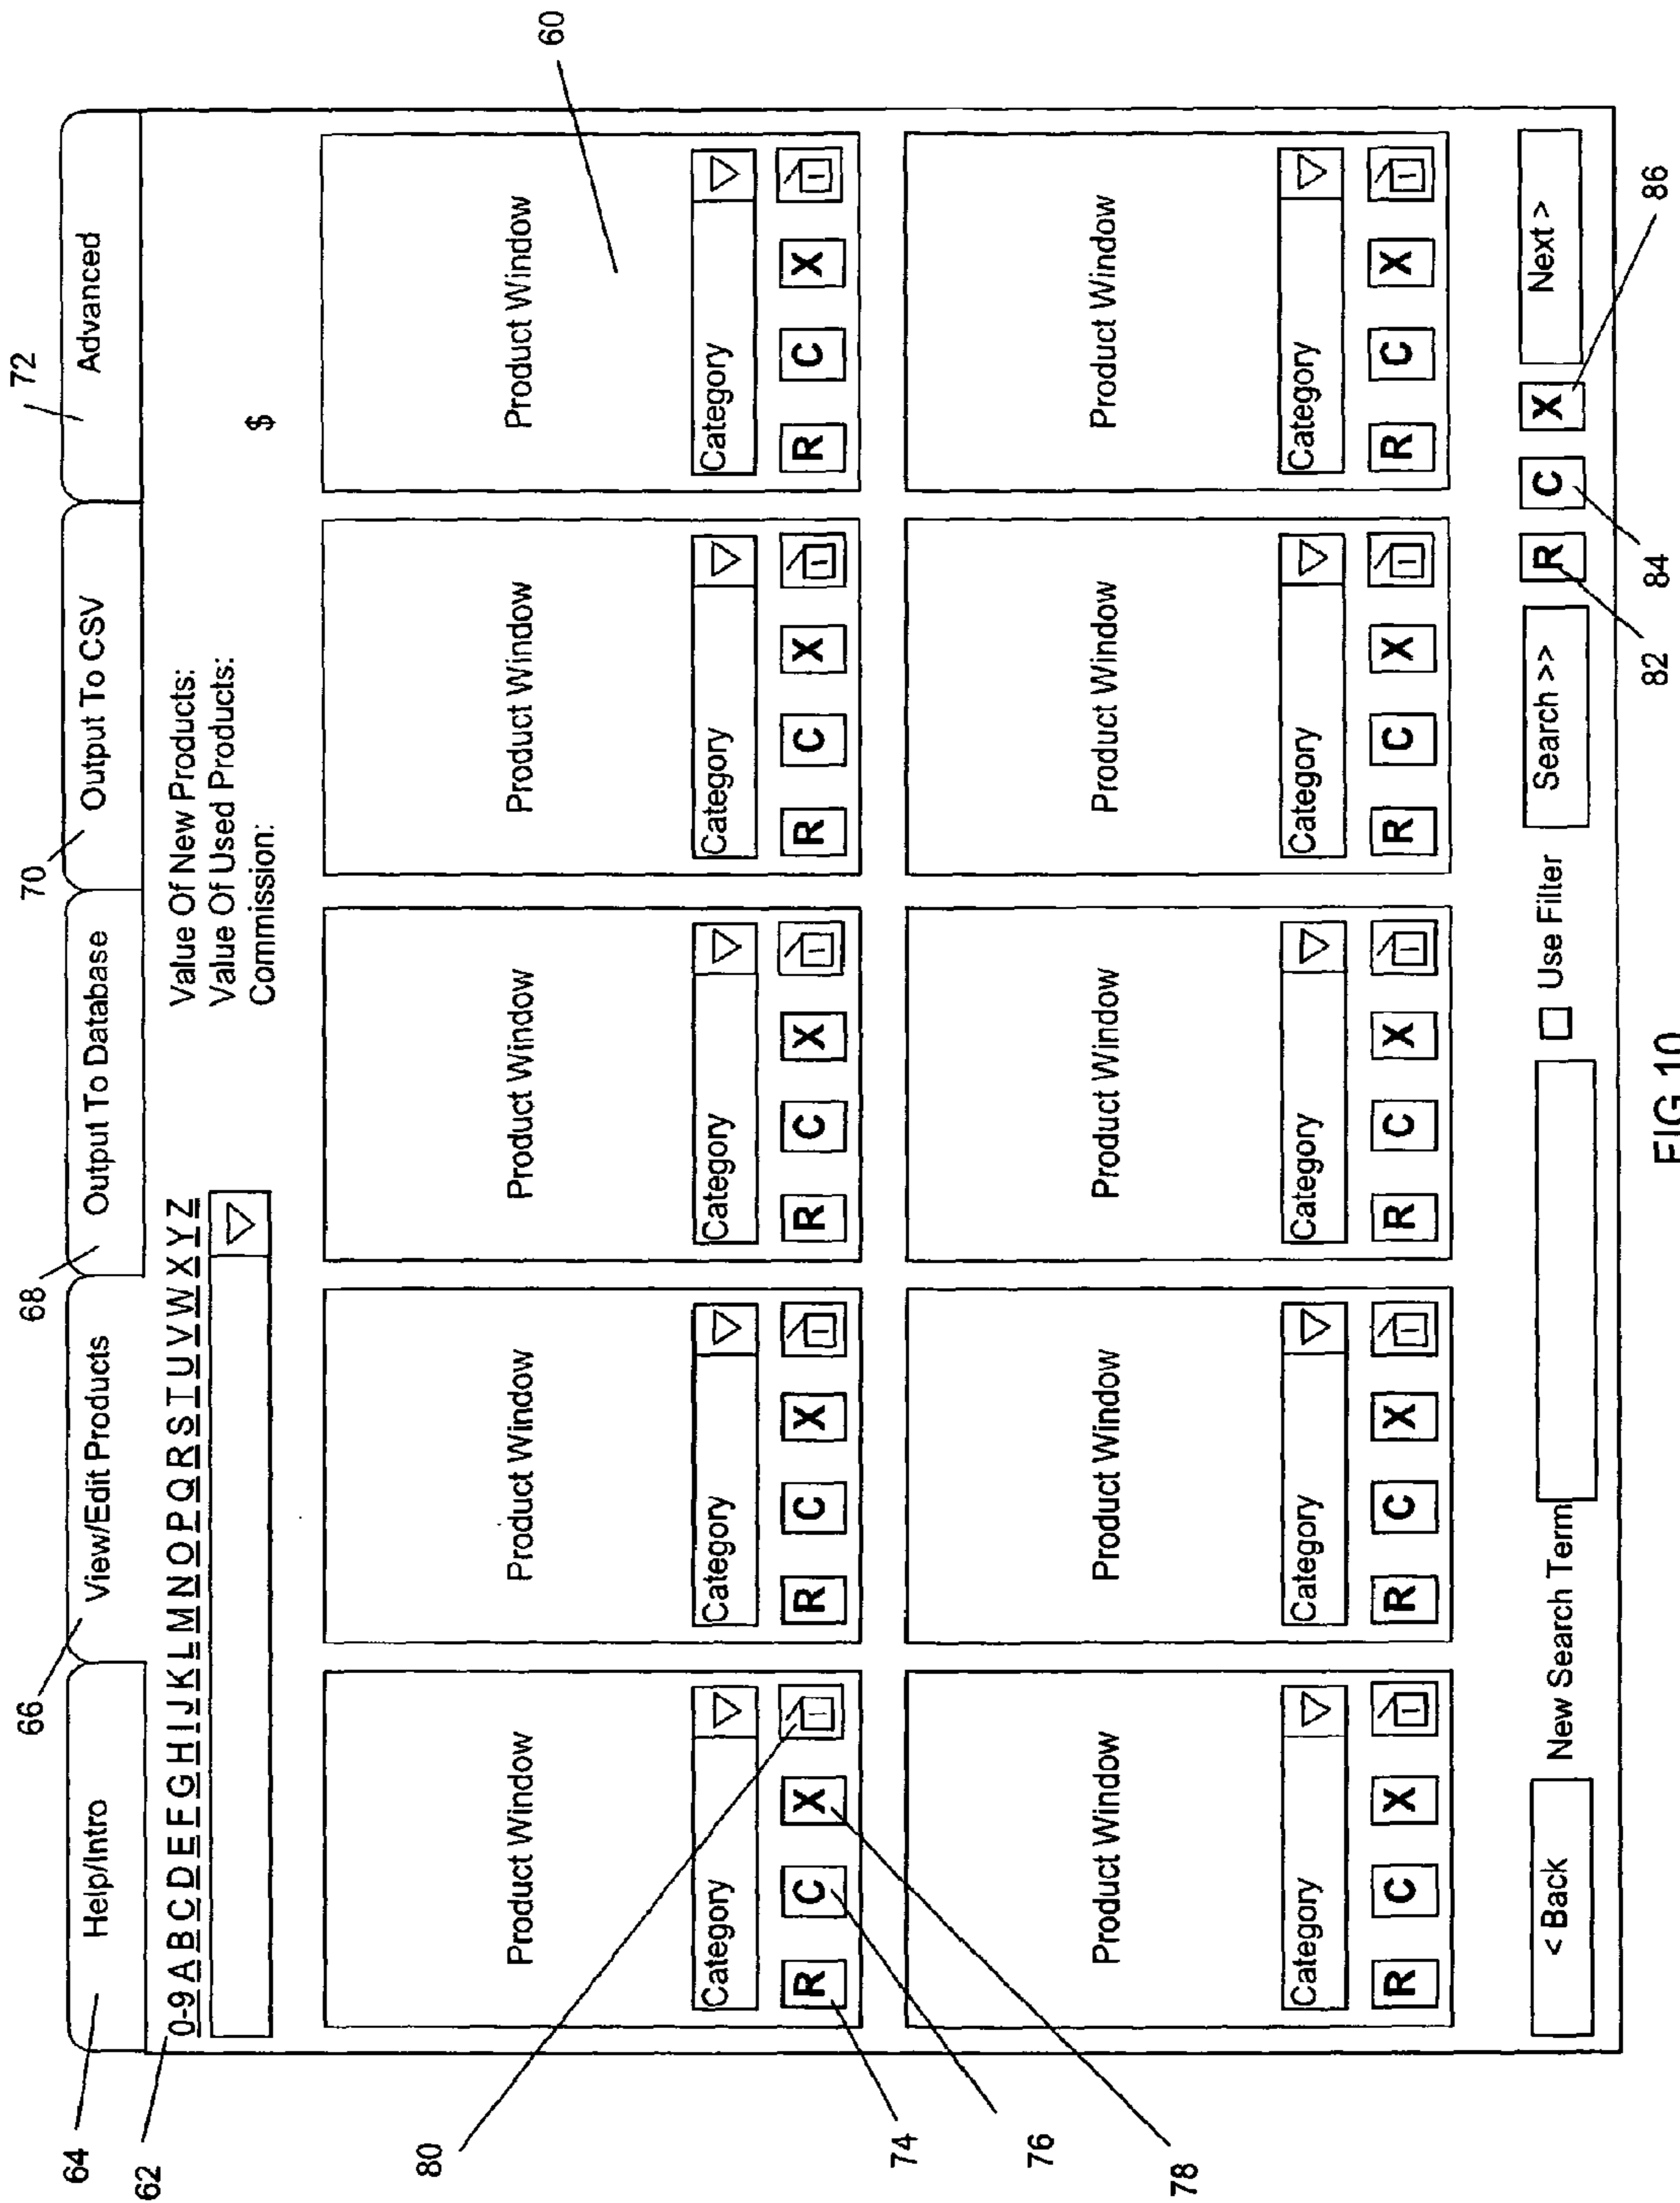 72
70
68
66
64
Help/Intro
View/Edit Products
Output To Database
Output To CSV
Advanced
62
0-9 A B C D E F G H I J K L M N O P Q R S T U V W X Y Z
Value Of New Products:
Value Of Used Products:
Commission:
$
60
Product Window
Product Window
Product Window
Product Window
Product Window
80
Category
Category
Category
Category
Category
R C X
R C X
R C X
R C X
R C X
74
76
78
Product Window
Product Window
Product Window
Product Window
Product Window
Category
Category
Category
Category
Category
R C X
R C X
R C X
R C X
R C X
< Back
New Search Term
Use Filter
Search >>
R
C
X
Next >
82
84
86
FIG 10